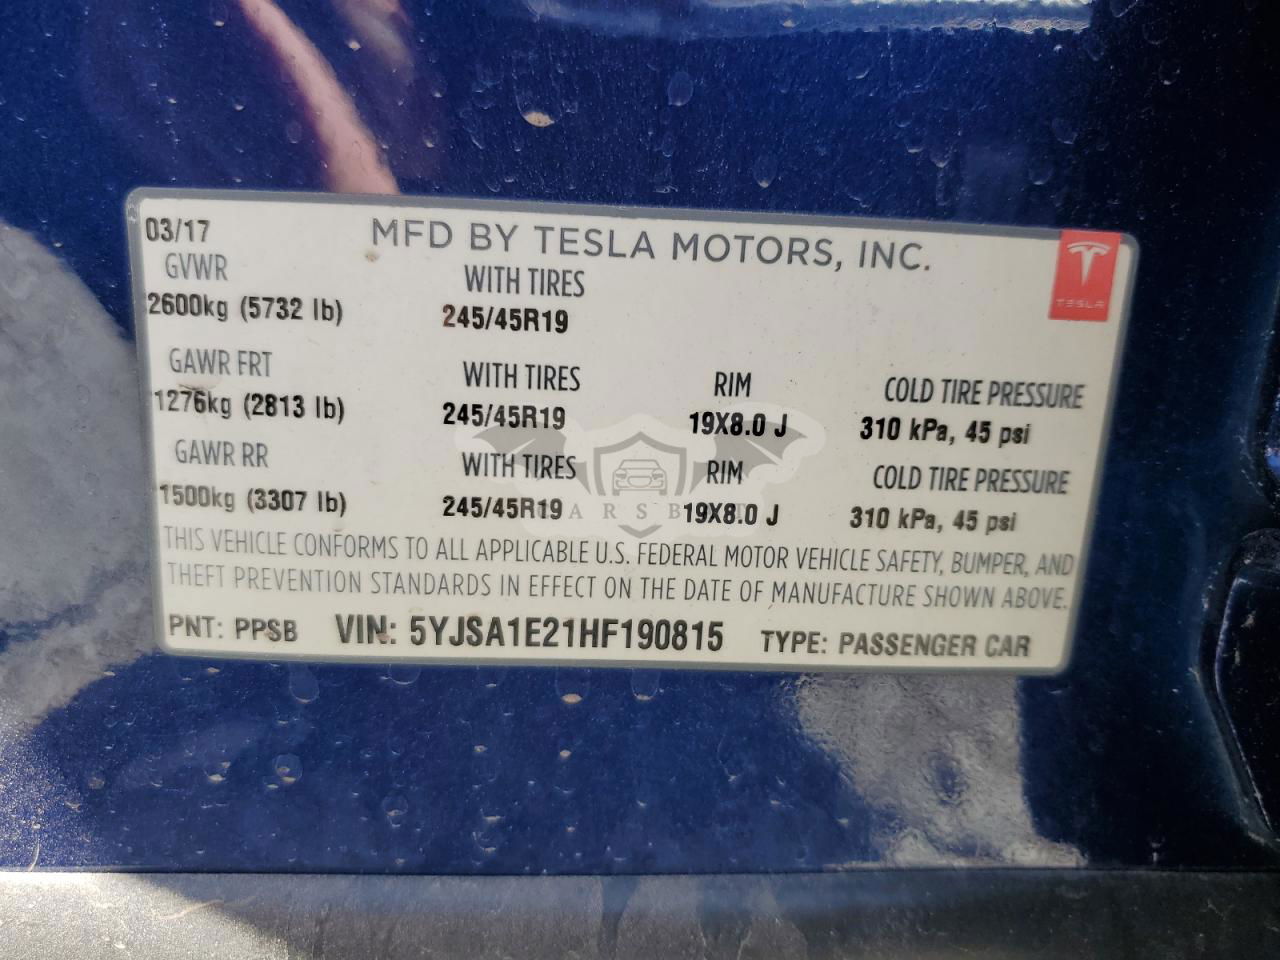 03/17 MFD BY TESLA MOTORS, INC.
TESLA
GVWR WITH TIRES
2600kg (5732 lb) 245/45R19
GAWR FRT WITH TIRES RIM COLD TIRE PRESSURE
1276kg (2813 lb) 245/45R19 19X8.0 J 310 kPa, 45 psi
GAWR RR WITH TIRES RIM COLD TIRE PRESSURE
1500kg (3307 lb) 245/45R19 19X8.0 J 310 kPa, 45 psi
THIS VEHICLE CONFORMS TO ALL APPLICABLE U.S. FEDERAL MOTOR VEHICLE SAFETY, BUMPER, AND
THEFT PREVENTION STANDARDS IN EFFECT ON THE DATE OF MANUFACTURE SHOWN ABOVE.
PNT: PPSB VIN: 5YJSA1E21HF190815 TYPE: PASSENGER CAR